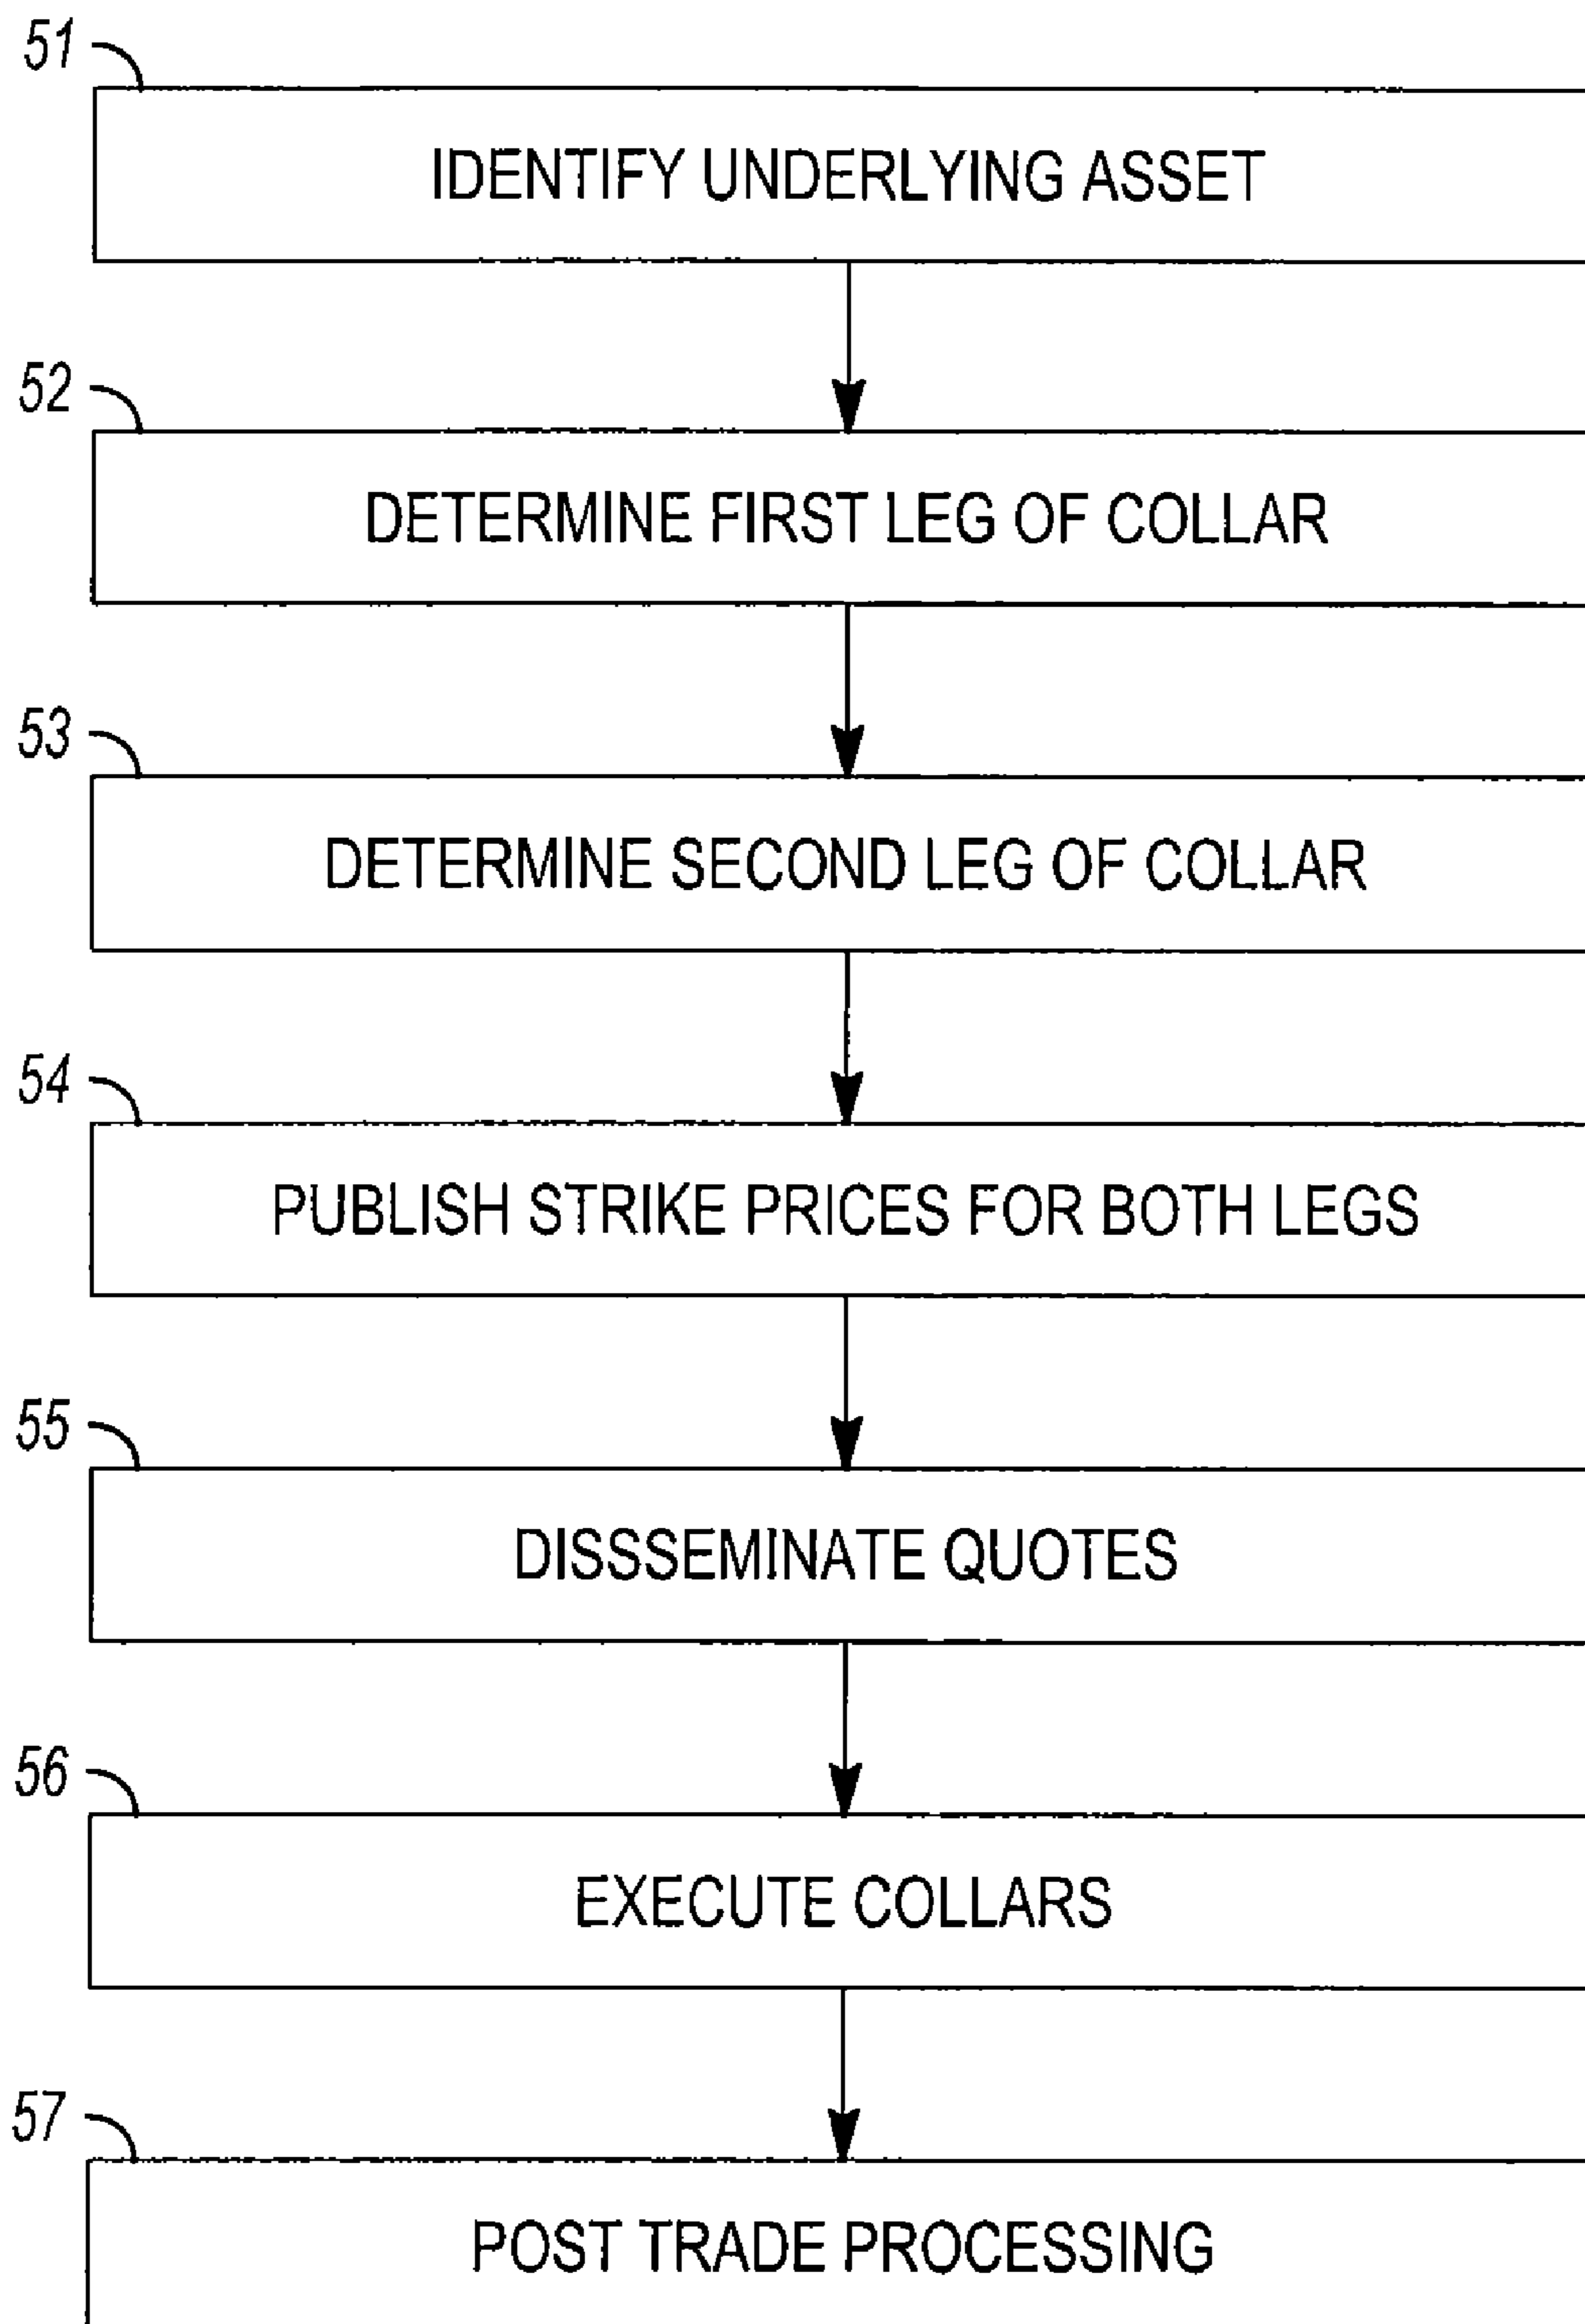 51
IDENTIFY UNDERLYING ASSET
52
DETERMINE FIRST LEG OF COLLAR
53
DETERMINE SECOND LEG OF COLLAR
54
PUBLISH STRIKE PRICES FOR BOTH LEGS
55
DISSSEMINATE QUOTES
56
EXECUTE COLLARS
57
POST TRADE PROCESSING